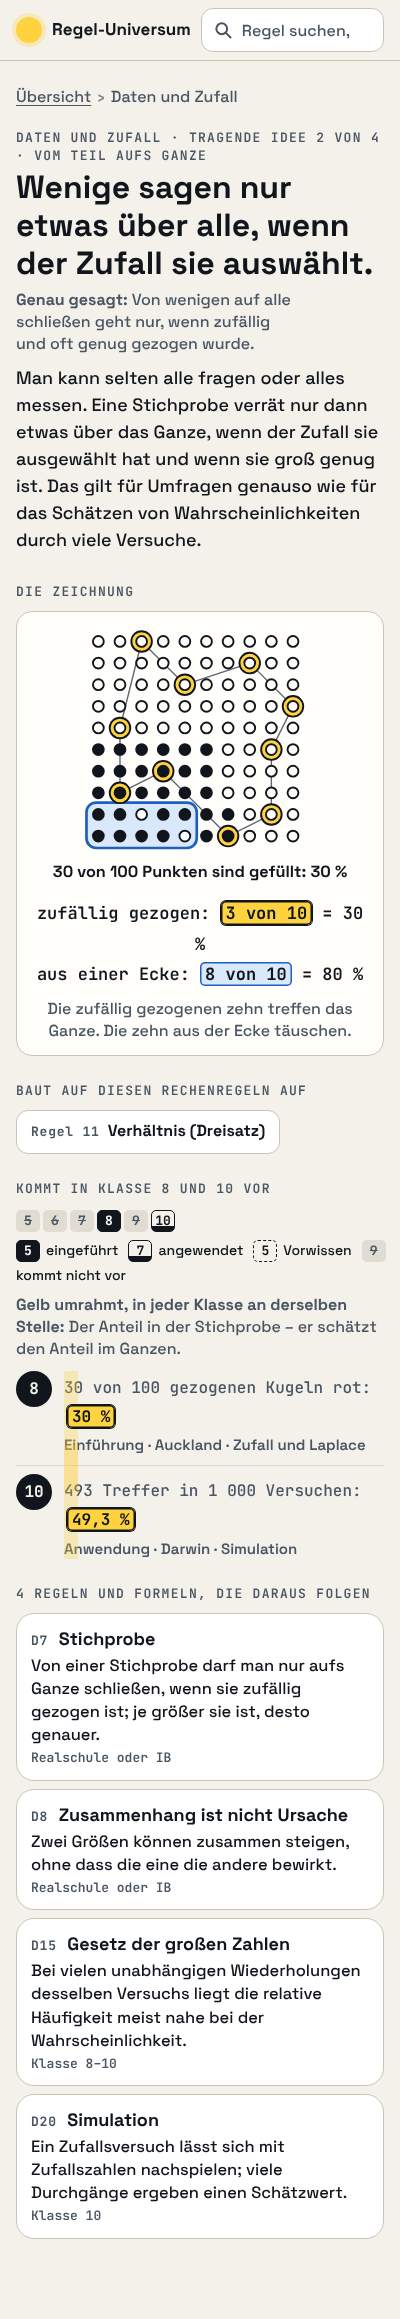 Regel-Universum
Regel suchen,
Übersicht > Daten und Zufall
DATEN UND ZUFALL · TRAGENDE IDEE 2 VON 4
· VOM TEIL AUFS GANZE
Wenige sagen nur
etwas über alle, wenn
der Zufall sie auswählt.
Genau gesagt: Von wenigen auf alle
schließen geht nur, wenn zufällig
und oft genug gezogen wurde.
Man kann selten alle fragen oder alles
messen. Eine Stichprobe verrät nur dann
etwas über das Ganze, wenn der Zufall sie
ausgewählt hat und wenn sie groß genug
ist. Das gilt für Umfragen genauso wie für
das Schätzen von Wahrscheinlichkeiten
durch viele Versuche.
DIE ZEICHNUNG
30 von 100 Punkten sind gefüllt: 30 %
zufällig gezogen: 3 von 10 = 30
%
aus einer Ecke: 8 von 10 = 80 %
Die zufällig gezogenen zehn treffen das
Ganze. Die zehn aus der Ecke täuschen.
BAUT AUF DIESEN RECHENREGELN AUF
Regel 11 Verhältnis (Dreisatz)
KOMMT IN KLASSE 8 UND 10 VOR
5 6 7 8 9 10
5 eingeführt 7 angewendet 5 Vorwissen 9
kommt nicht vor
Gelb umrahmt, in jeder Klasse an derselben
Stelle: Der Anteil in der Stichprobe – er schätzt
den Anteil im Ganzen.
8 30 von 100 gezogenen Kugeln rot:
30 %
Einführung · Auckland · Zufall und Laplace
10 493 Treffer in 1 000 Versuchen:
49,3 %
Anwendung · Darwin · Simulation
4 REGELN UND FORMELN, DIE DARAUS FOLGEN
D7 Stichprobe
Von einer Stichprobe darf man nur aufs
Ganze schließen, wenn sie zufällig
gezogen ist; je größer sie ist, desto
genauer.
Realschule oder IB
D8 Zusammenhang ist nicht Ursache
Zwei Größen können zusammen steigen,
ohne dass die eine die andere bewirkt.
Realschule oder IB
D15 Gesetz der großen Zahlen
Bei vielen unabhängigen Wiederholungen
desselben Versuchs liegt die relative
Häufigkeit meist nahe bei der
Wahrscheinlichkeit.
Klasse 8–10
D20 Simulation
Ein Zufallsversuch lässt sich mit
Zufallszahlen nachspielen; viele
Durchgänge ergeben einen Schätzwert.
Klasse 10